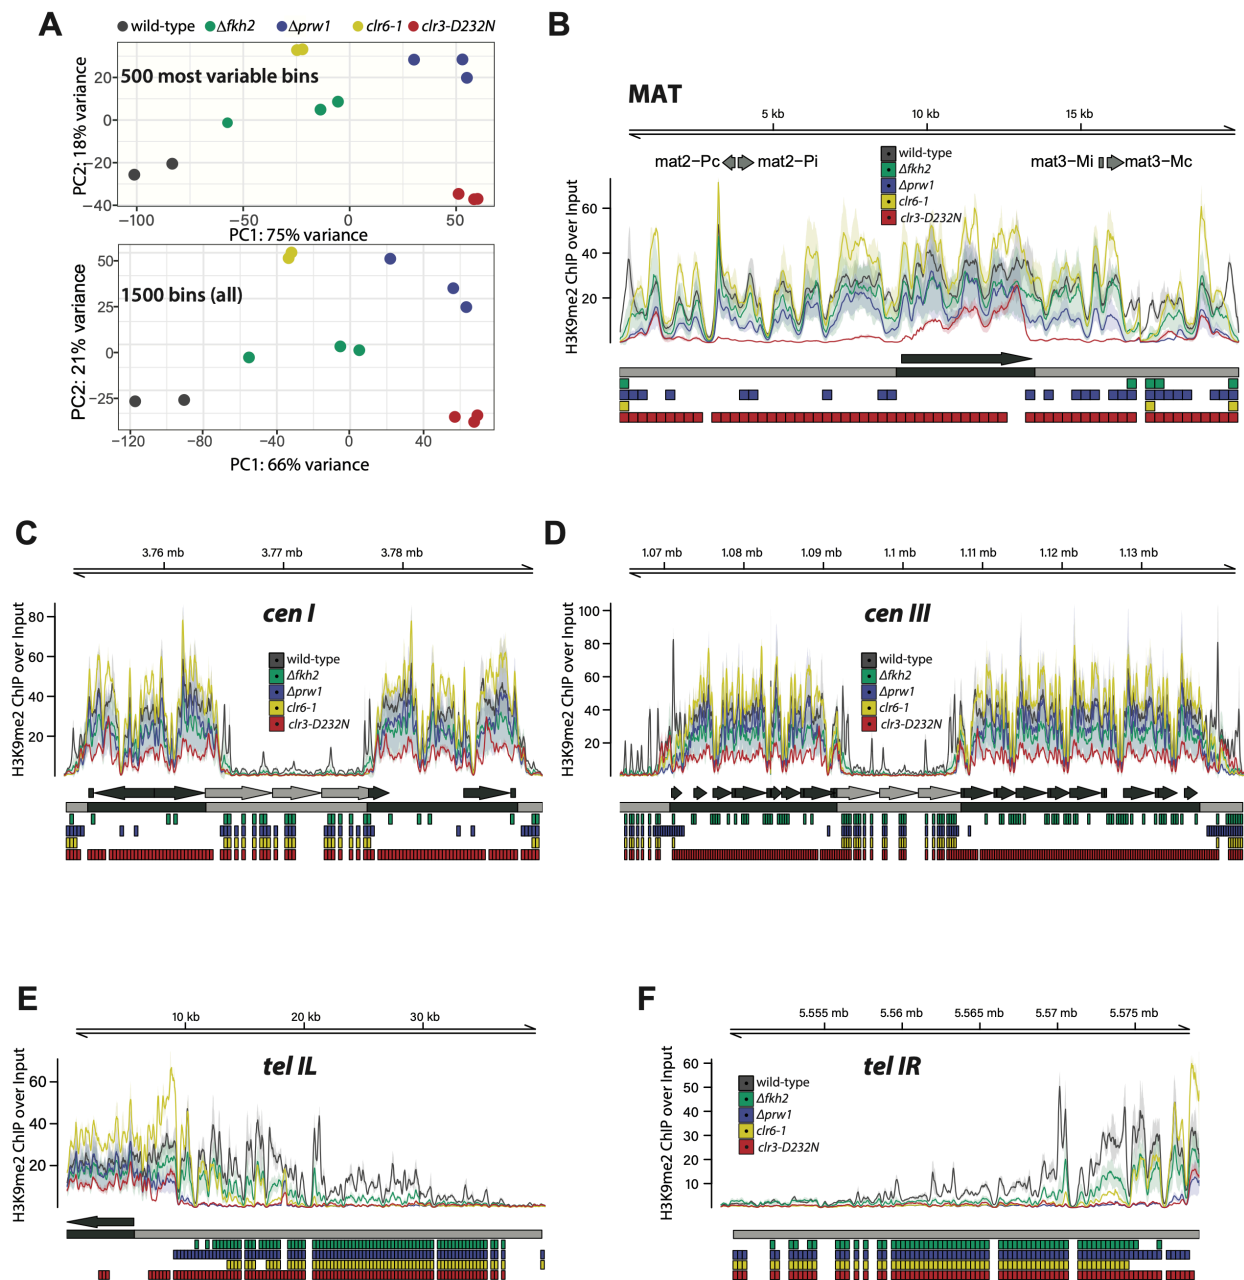 A
wild-type Δfkh2 Δprw1 clr6-1 clr3-D232N
500 most variable bins
PC2: 18% variance
20
0
−20
−40
−100 −50 0 50
PC1: 75% variance
1500 bins (all)
PC2: 21% variance
50
25
0
−25
−120 −80 −40 0 40
PC1: 66% variance
B
MAT
5 kb 10 kb 15 kb
mat2−Pc mat2−Pi mat3−Mi mat3−Mc
wild-type
Δfkh2
Δprw1
clr6-1
clr3-D232N
H3K9me2 ChIP over Input
60
40
20
C
3.76 mb 3.77 mb 3.78 mb
cen I
H3K9me2 ChIP over Input
80
60
40
20
wild-type
Δfkh2
Δprw1
clr6-1
clr3-D232N
D
1.07 mb 1.08 mb 1.09 mb 1.1 mb 1.11 mb 1.12 mb 1.13 mb
cen III
H3K9me2 ChIP over Input
100
80
60
40
20
wild-type
Δfkh2
Δprw1
clr6-1
clr3-D232N
E
10 kb 20 kb 30 kb
tel IL
H3K9me2 ChIP over Input
60
40
20
F
5.555 mb 5.56 mb 5.565 mb 5.57 mb 5.575 mb
tel IR
H3K9me2 ChIP over Input
60
50
40
30
20
10
wild-type
Δfkh2
Δprw1
clr6-1
clr3-D232N